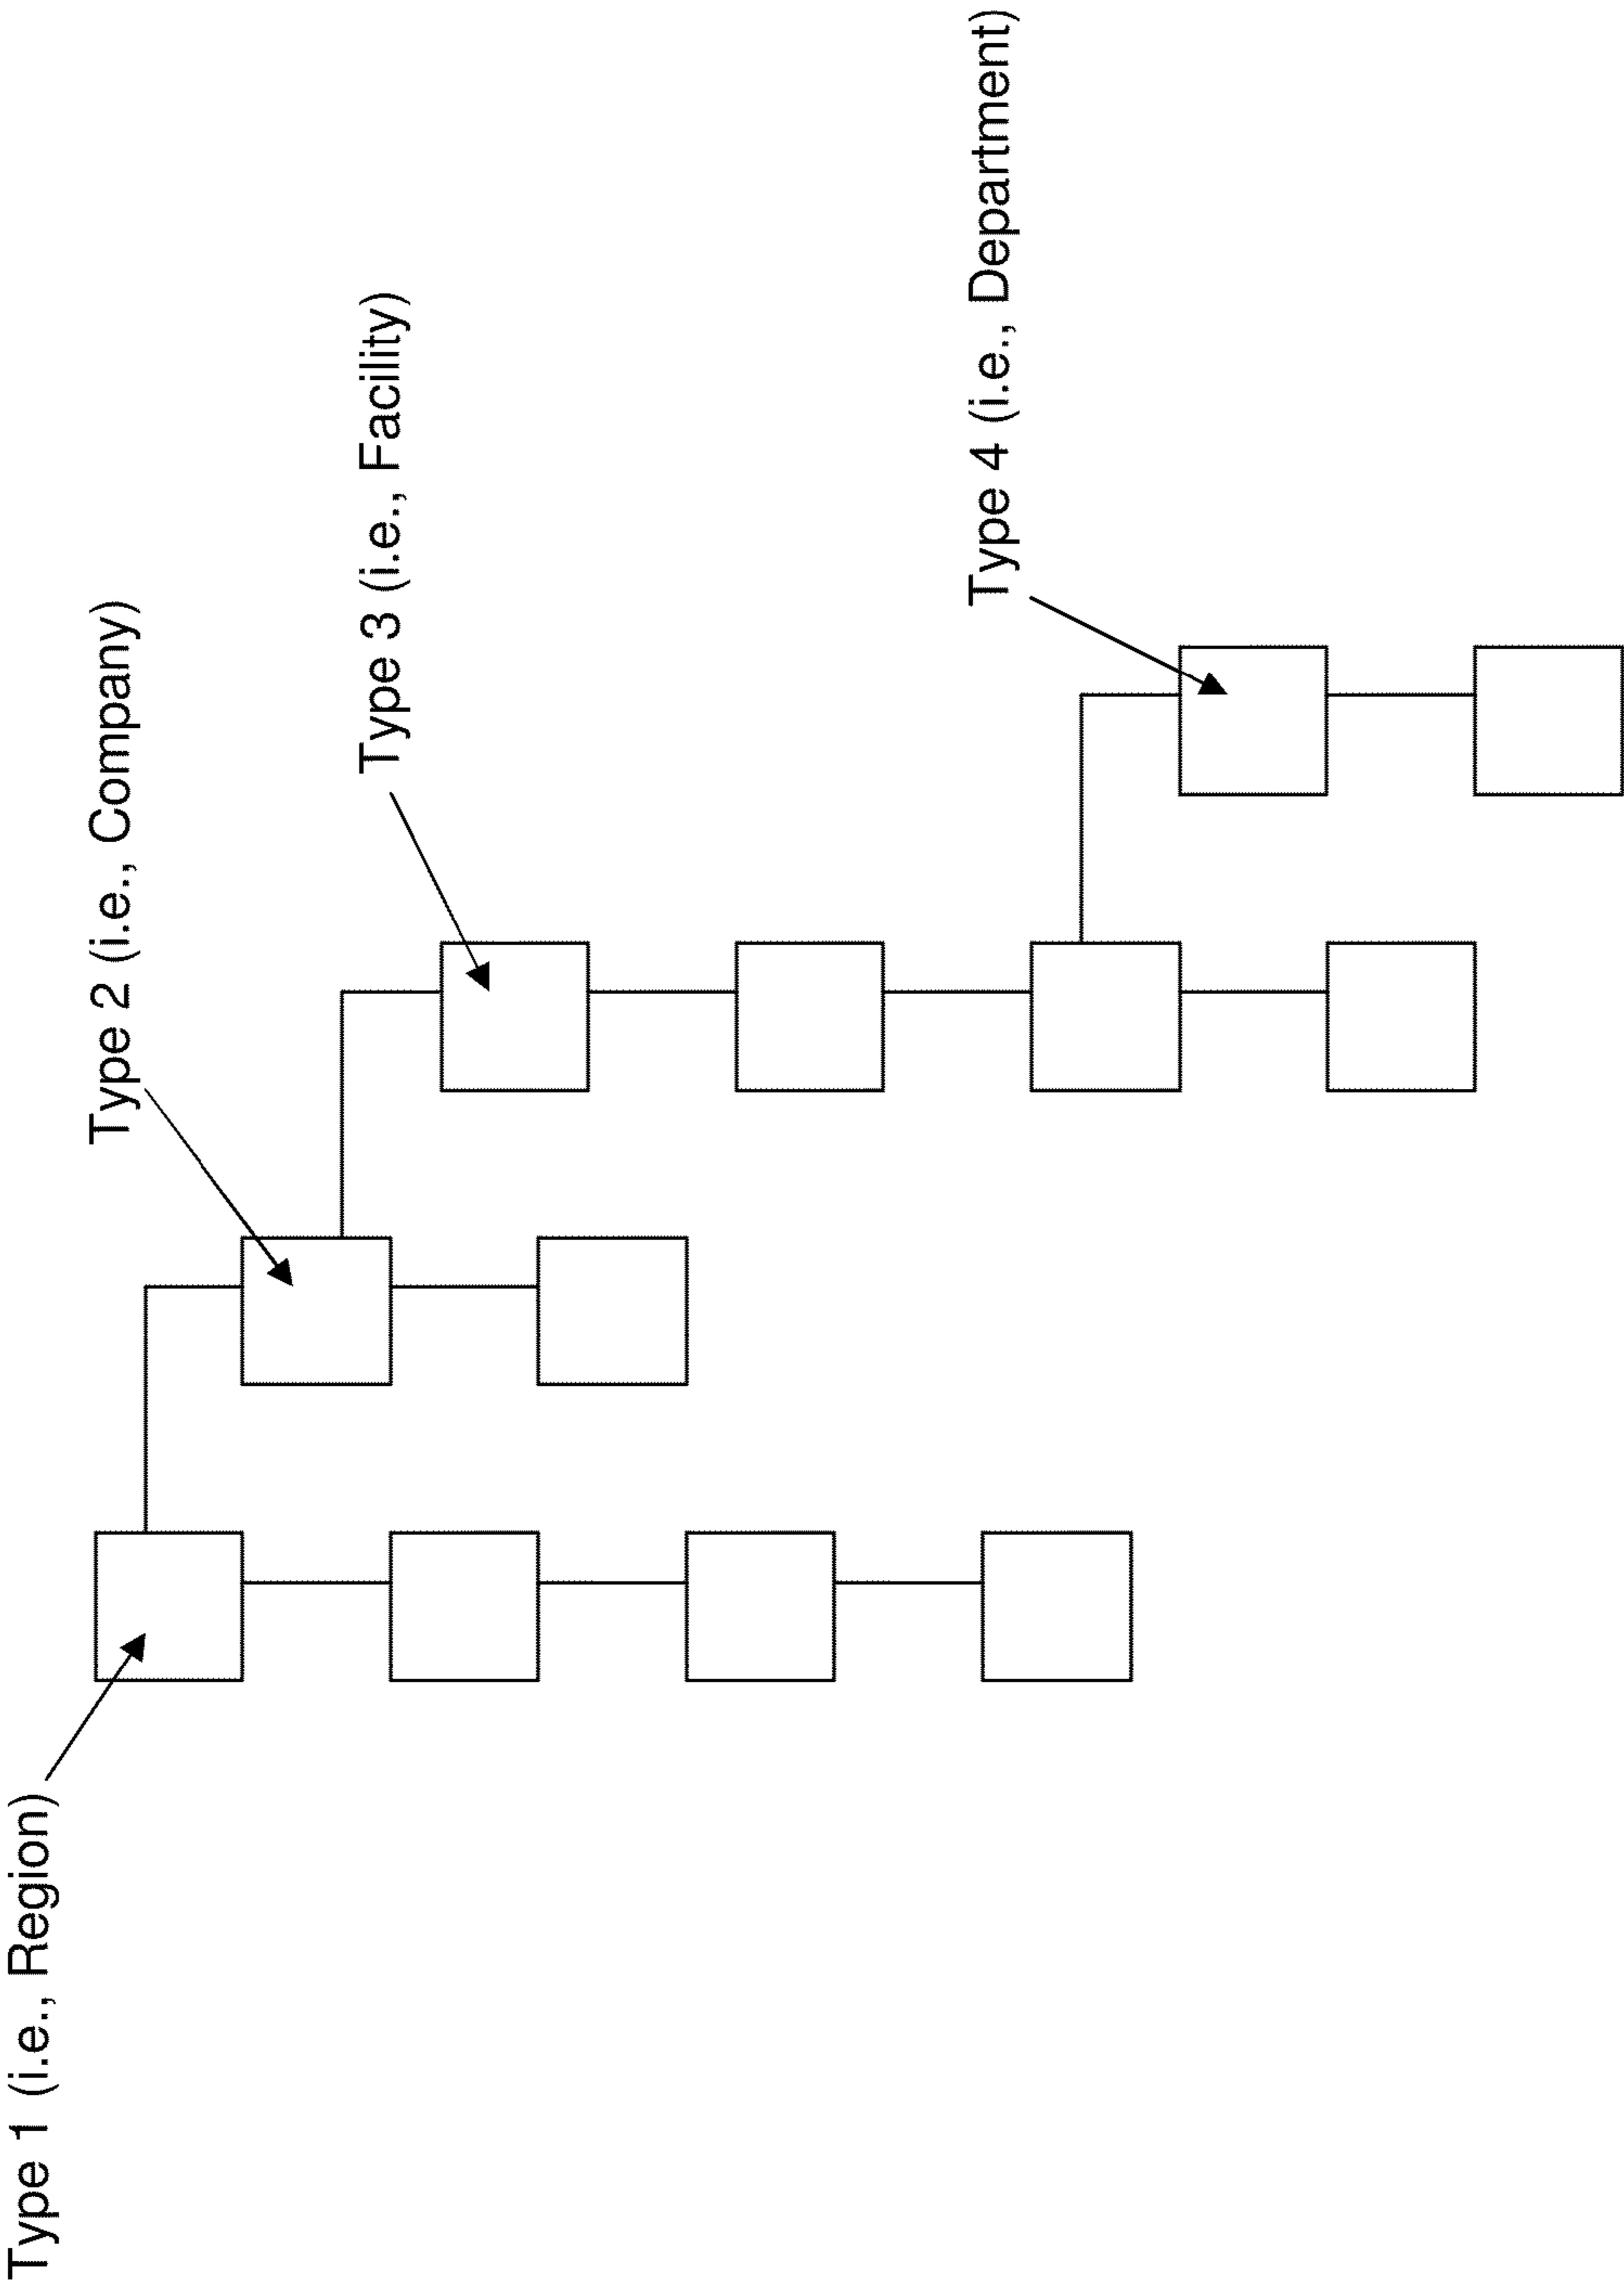 Type 1 (i.e., Region)
Type 2 (i.e., Company)
Type 3 (i.e., Facility)
Type 4 (i.e., Department)